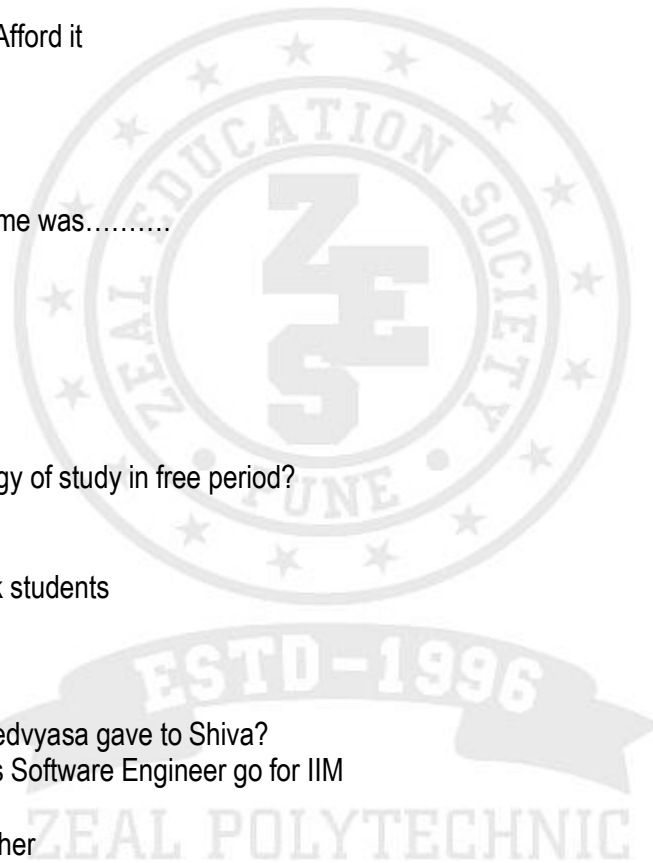 Afford it
me was……….
gy of study in free period?
students
edvyasa gave to Shiva?
s Software Engineer go for IIM
her
ZEAL EDUCATION SOCIETY
ZES
• PUNE •
ESTD-1996
ZEAL POLYTECHNIC